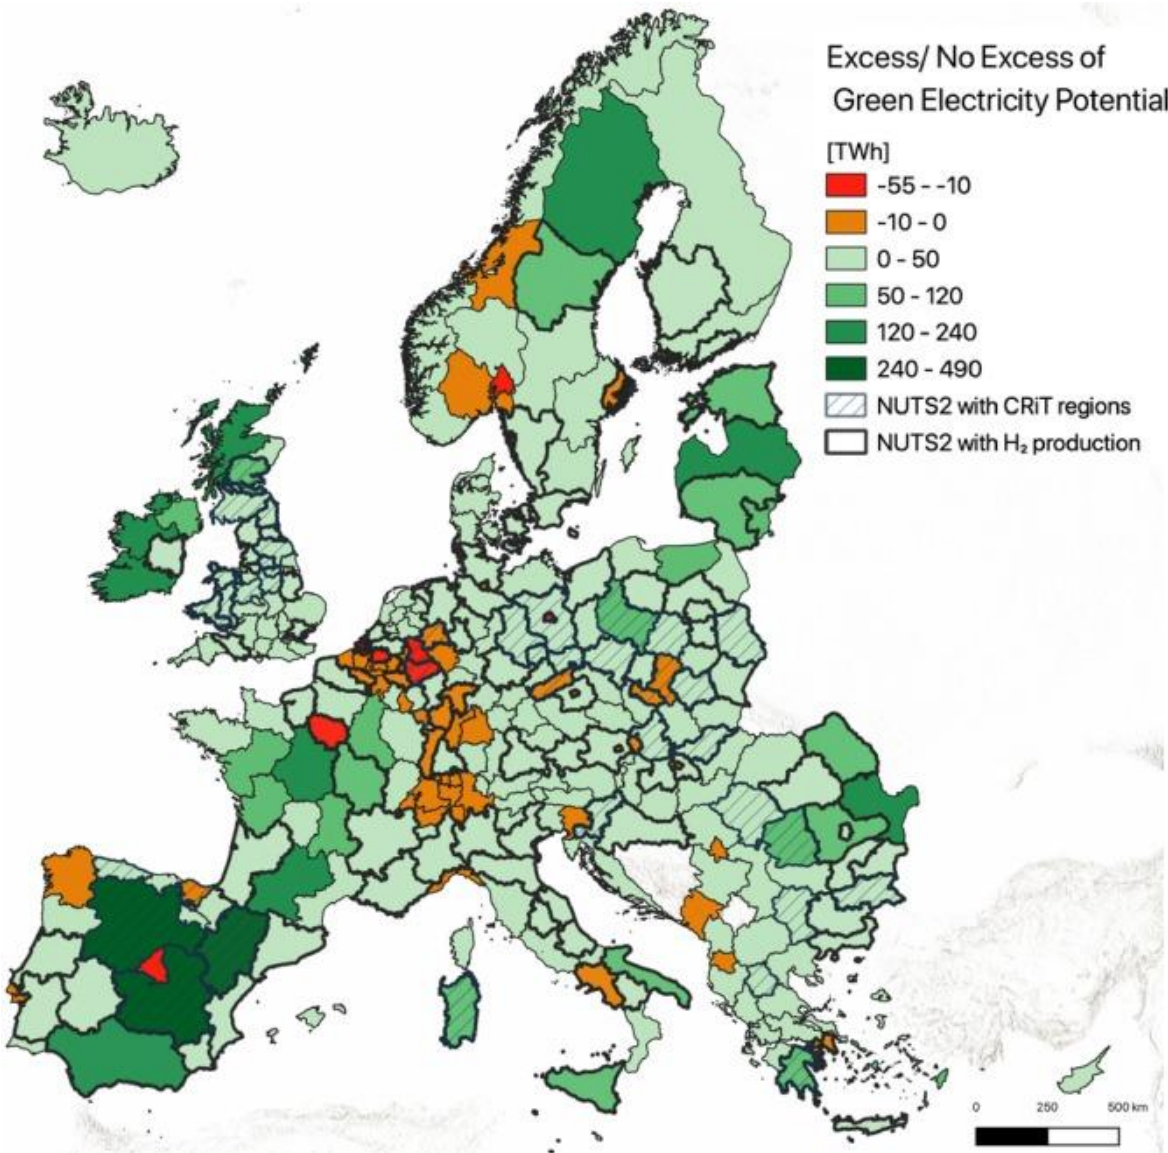 Excess/ No Excess of
Green Electricity Potential
[TWh]
-55 - -10
-10 - 0
0 - 50
50 - 120
120 - 240
240 - 490
NUTS2 with CRiT regions
NUTS2 with H₂ production
0 250 500 km